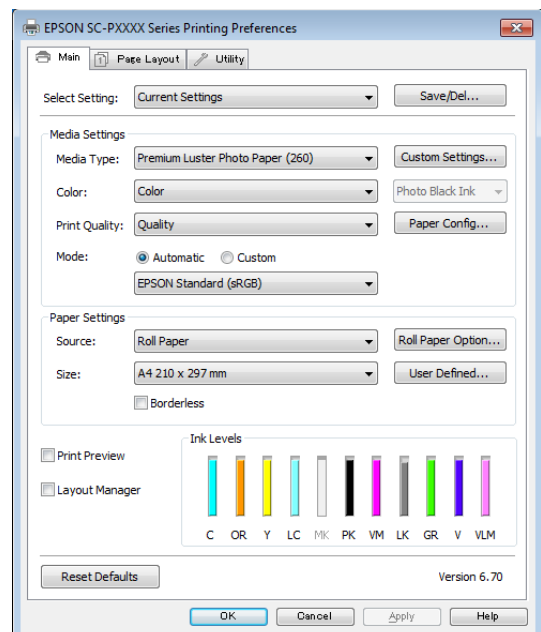 EPSON SC-PXXXX Series Printing Preferences
Main Page Layout Utility
Select Setting: Current Settings Save/Del...
Media Settings
Media Type: Premium Luster Photo Paper (260) Custom Settings...
Color: Color Photo Black Ink
Print Quality: Quality Paper Config...
Mode: Automatic Custom
EPSON Standard (sRGB)
Paper Settings
Source: Roll Paper Roll Paper Option...
Size: A4 210 x 297 mm User Defined...
Borderless
Ink Levels
Print Preview
Layout Manager
C OR Y LC MK PK VM LK GR V VLM
Reset Defaults Version 6.70
OK Cancel Apply Help